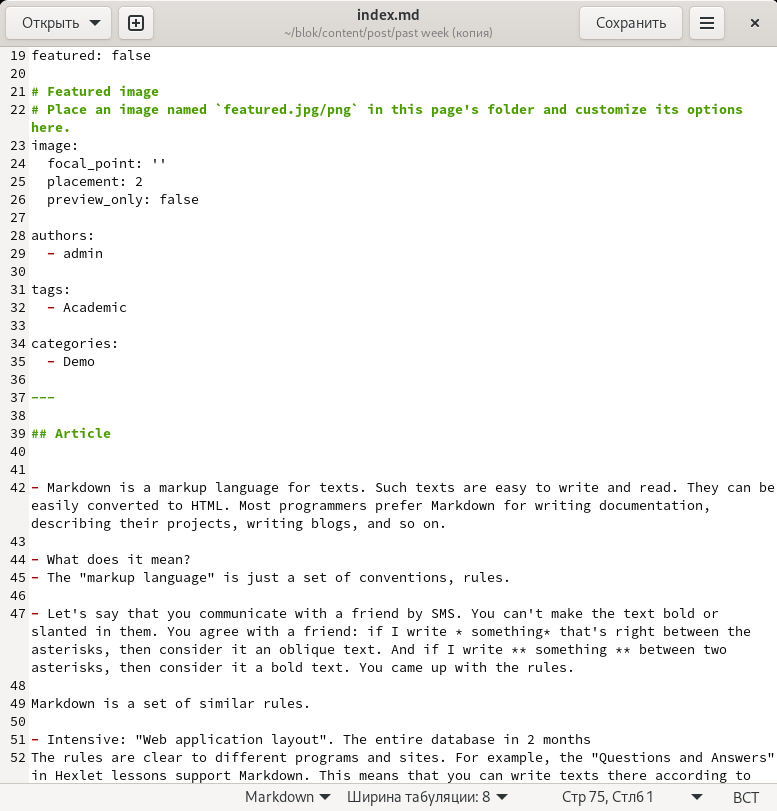 Открыть
index.md
~/blok/content/post/past week (копия)
Сохранить
19 featured: false
20
21 # Featured image
22 # Place an image named `featured.jpg/png` in this page's folder and customize its options
here.
23 image:
24   focal_point: ''
25   placement: 2
26   preview_only: false
27
28 authors:
29   - admin
30
31 tags:
32   - Academic
33
34 categories:
35   - Demo
36
37 ---
38
39 ## Article
40
41
42 - Markdown is a markup language for texts. Such texts are easy to write and read. They can be
easily converted to HTML. Most programmers prefer Markdown for writing documentation,
describing their projects, writing blogs, and so on.
43
44 - What does it mean?
45 - The "markup language" is just a set of conventions, rules.
46
47 - Let's say that you communicate with a friend by SMS. You can't make the text bold or
slanted in them. You agree with a friend: if I write * something* that's right between the
asterisks, then consider it an oblique text. And if I write ** something ** between two
asterisks, then consider it a bold text. You came up with the rules.
48
49 Markdown is a set of similar rules.
50
51 - Intensive: "Web application layout". The entire database in 2 months
52 The rules are clear to different programs and sites. For example, the "Questions and Answers"
in Hexlet lessons support Markdown. This means that you can write texts there according to
Markdown
Ширина табуляции: 8
Стр 75, Стлб 1
ВСТ